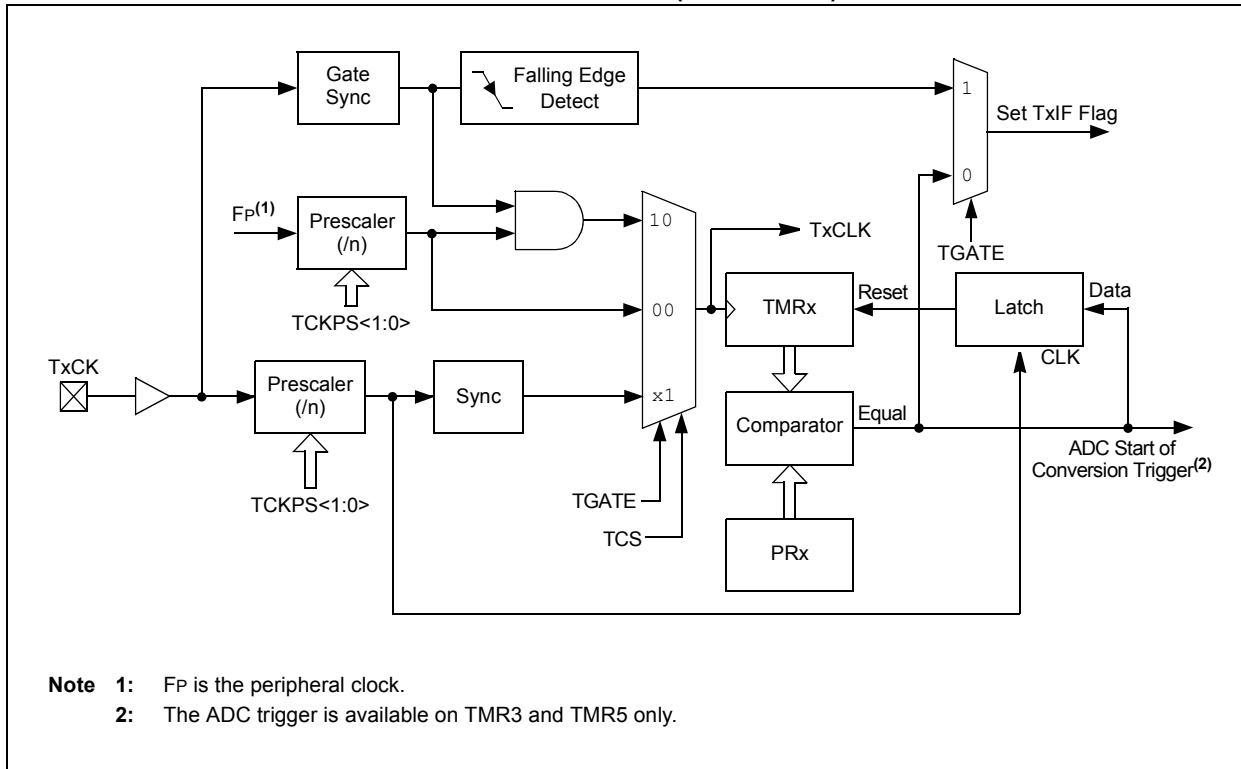 Gate
Sync
Falling Edge
Detect
1
Set TxIF Flag
0
TGATE
FP(1)
Prescaler
(/n)
TCKPS<1:0>
10
00
x1
TxCLK
TMRx
Reset
Latch
Data
CLK
TxCK
Prescaler
(/n)
TCKPS<1:0>
Sync
Comparator
Equal
ADC Start of
Conversion Trigger(2)
TGATE
TCS
PRx
Note 1: FP is the peripheral clock.
2: The ADC trigger is available on TMR3 and TMR5 only.